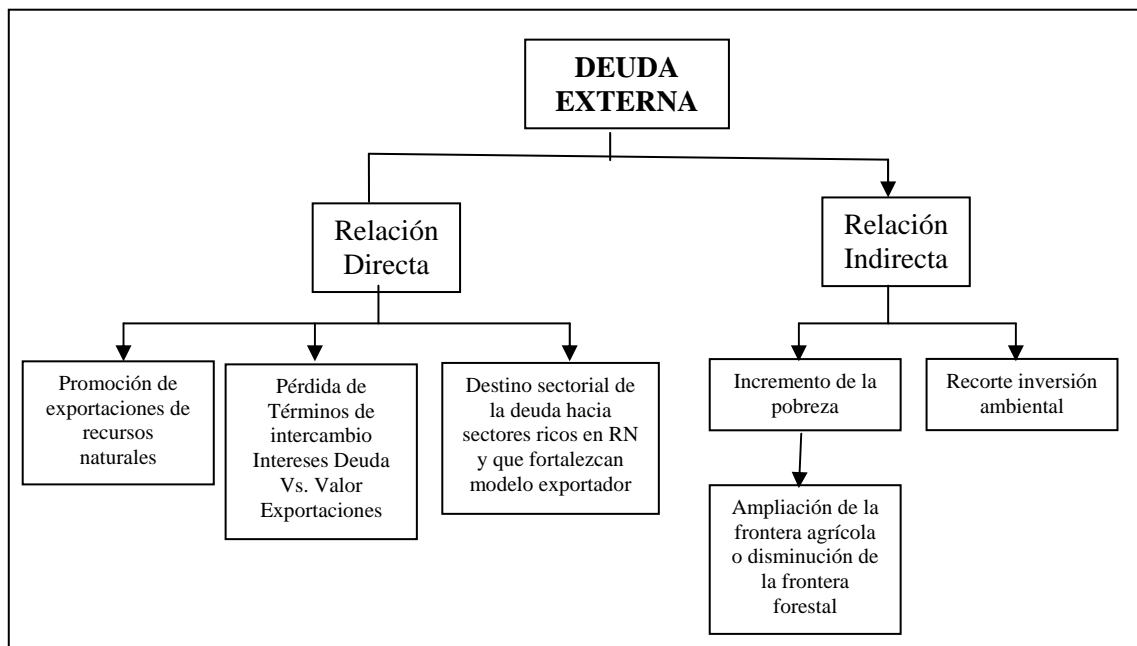 DEUDA
EXTERNA
Relación
Directa
Relación
Indirecta
Promoción de
exportaciones de
recursos
naturales
Pérdida de
Términos de
intercambio
Intereses Deuda
Vs. Valor
Exportaciones
Destino sectorial de
la deuda hacia
sectores ricos en RN
y que fortalezcan
modelo exportador
Incremento de la
pobreza
Recorte inversión
ambiental
Ampliación de la
frontera agrícola
o disminución de
la frontera
forestal